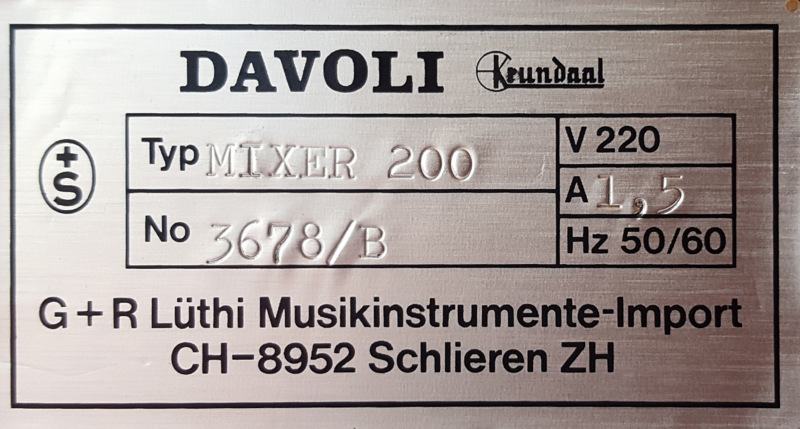 DAVOLI Krundaal
+S
Typ MIXER 200
V 220
A 1,5
No 3678/B
Hz 50/60
G+R Lüthi Musikinstrumente-Import
CH-8952 Schlieren ZH